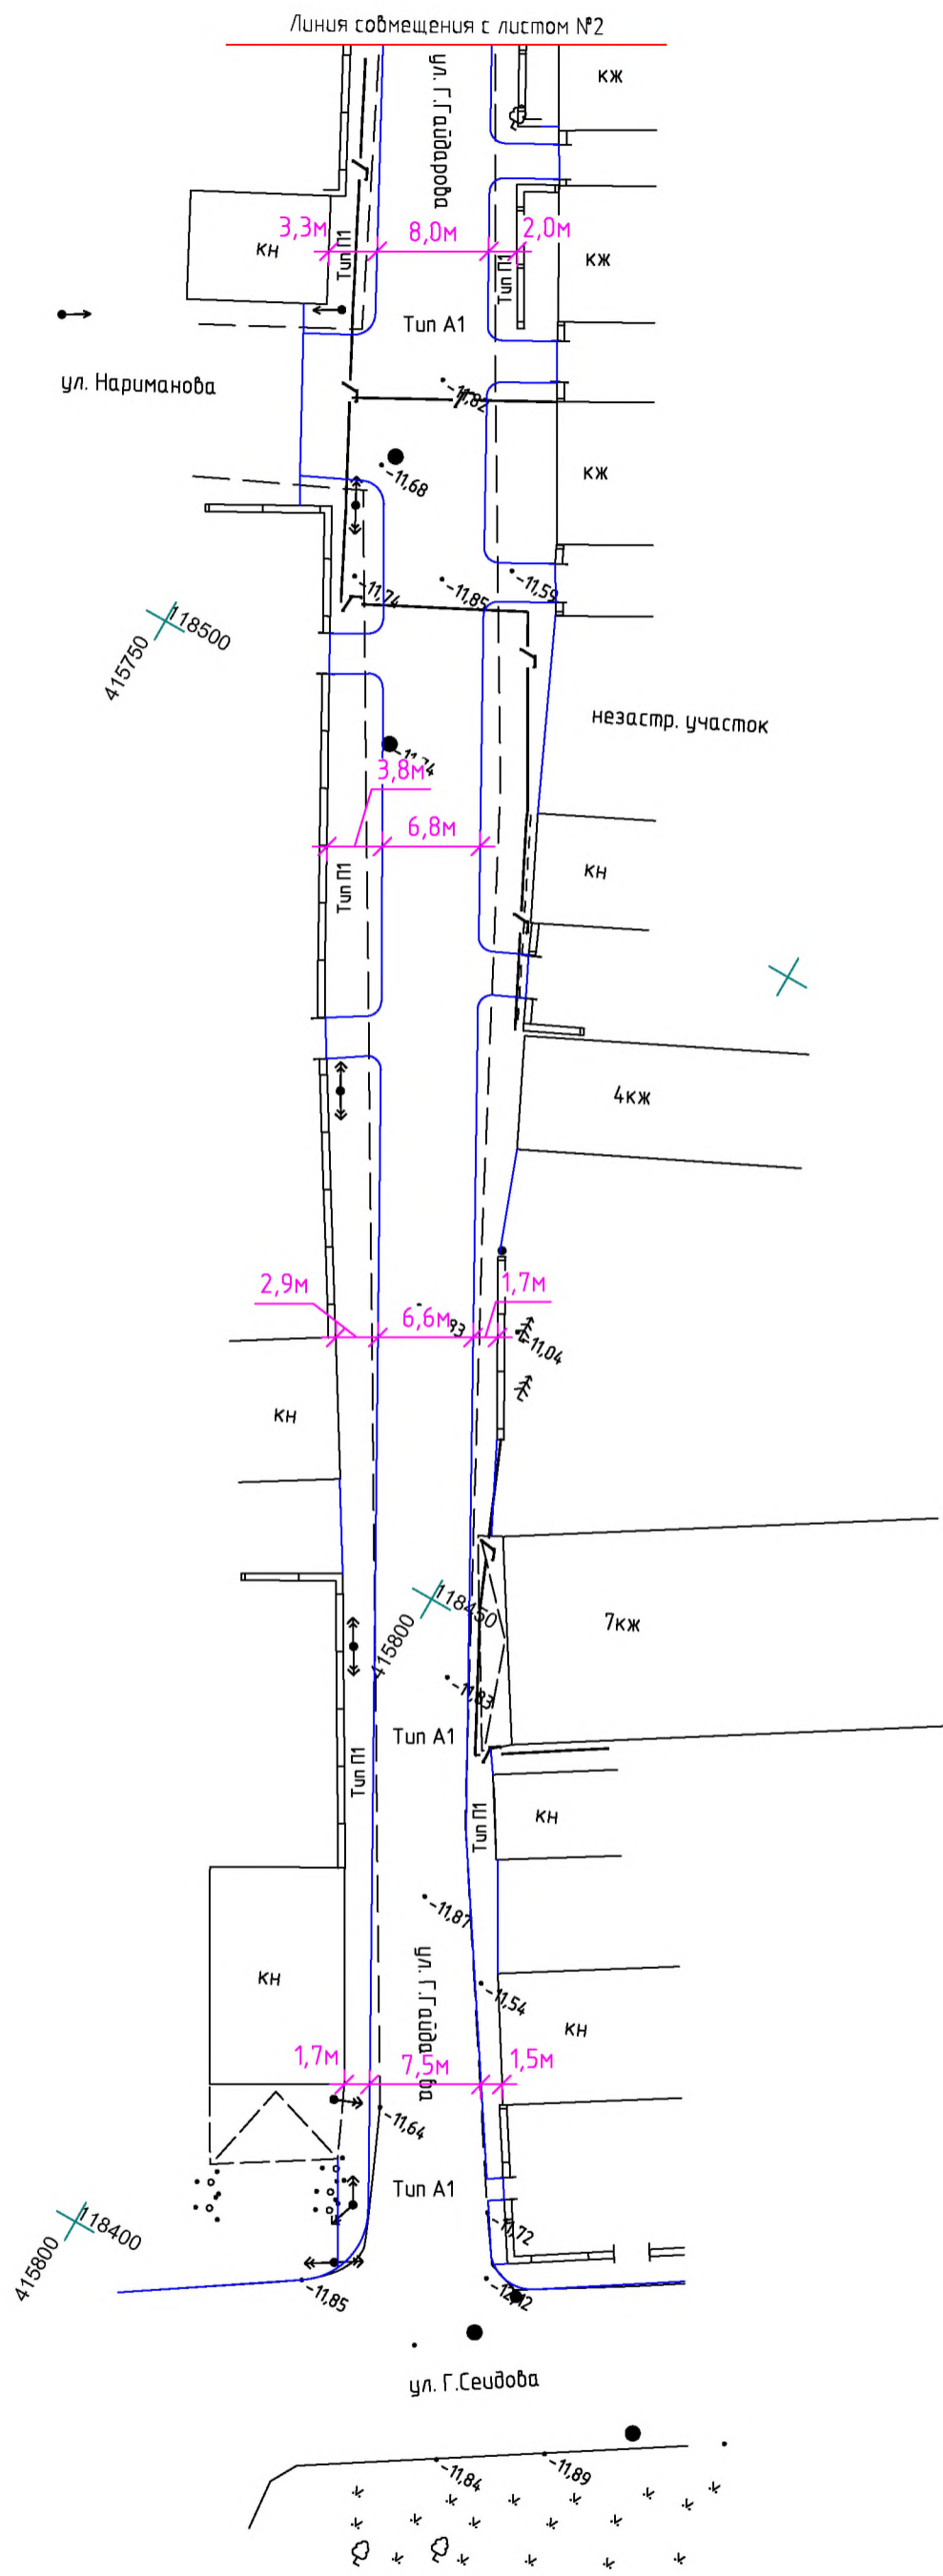 Линия совмещения с листом №2
ул. Г.Гайдарова
кж
3,3м
8,0м
2,0м
кн
Тип П1
Тип П1
кж
Тип А1
ул. Нариманова
-11,82
-11,68
кж
-11,74
-11,85
-11,59
118500
415750
незастр. участок
3,8м
6,8м
Тип П1
кн
4кж
2,9м
6,6м
1,7м
-11,04
кн
118450
415800
7кж
-11,83
Тип А1
Тип П1
Тип П1
кн
-11,87
ул. Г.Гайда ва
кн
-11,54
кн
1,7м
7,5м
1,5м
-11,64
Тип А1
118400
415800
-11,72
-11,85
-12,12
ул. Г.Сеидова
-11,84
-11,89